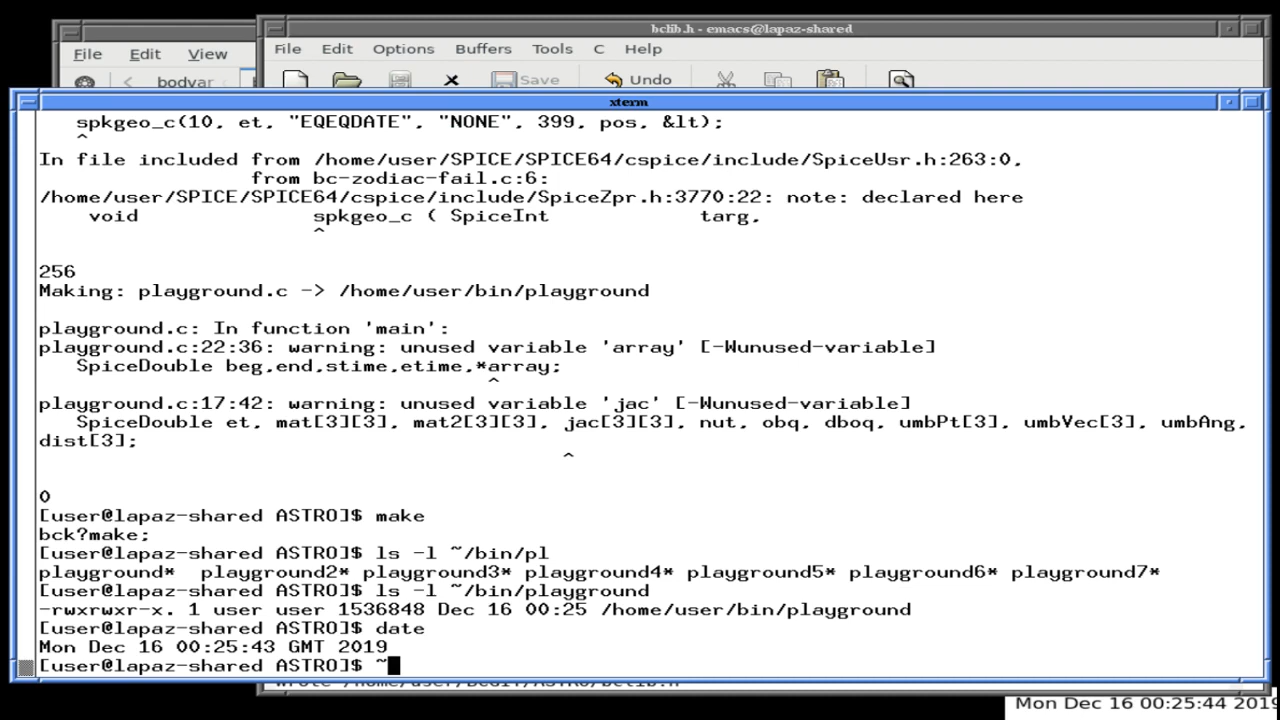 bclib.h - emacs@lapaz-shared
File Edit View
File Edit Options Buffers Tools C Help
bodyvar
Save Undo
xterm
spkgeo_c(10, et, "EQEQDATE", "NONE", 399, pos, &lt);
^
In file included from /home/user/SPICE/SPICE64/cspice/include/SpiceUsr.h:263:0,
from bc-zodiac-fail.c:6:
/home/user/SPICE/SPICE64/cspice/include/SpiceZpr.h:3770:22: note: declared here
void spkgeo_c ( SpiceInt targ,
^
256
Making: playground.c -> /home/user/bin/playground
playground.c: In function 'main':
playground.c:22:36: warning: unused variable 'array' [-Wunused-variable]
SpiceDouble beg,end,stime,etime,*array;
^
playground.c:17:42: warning: unused variable 'jac' [-Wunused-variable]
SpiceDouble et, mat[3][3], mat2[3][3], jac[3][3], nut, obq, dboq, umbPt[3], umbVec[3], umbAng,
dist[3];
^
0
[user@lapaz-shared ASTRO]$ make
bck?make;
[user@lapaz-shared ASTRO]$ ls -l ~/bin/pl
playground* playground2* playground3* playground4* playground5* playground6* playground7*
[user@lapaz-shared ASTRO]$ ls -l ~/bin/playground
-rwxrwxr-x. 1 user user 1536848 Dec 16 00:25 /home/user/bin/playground
[user@lapaz-shared ASTRO]$ date
Mon Dec 16 00:25:43 GMT 2019
[user@lapaz-shared ASTRO]$ ~
Wrote /home/user/BCGIT/ASTRO/bclib.h
Mon Dec 16 00:25:44 2019